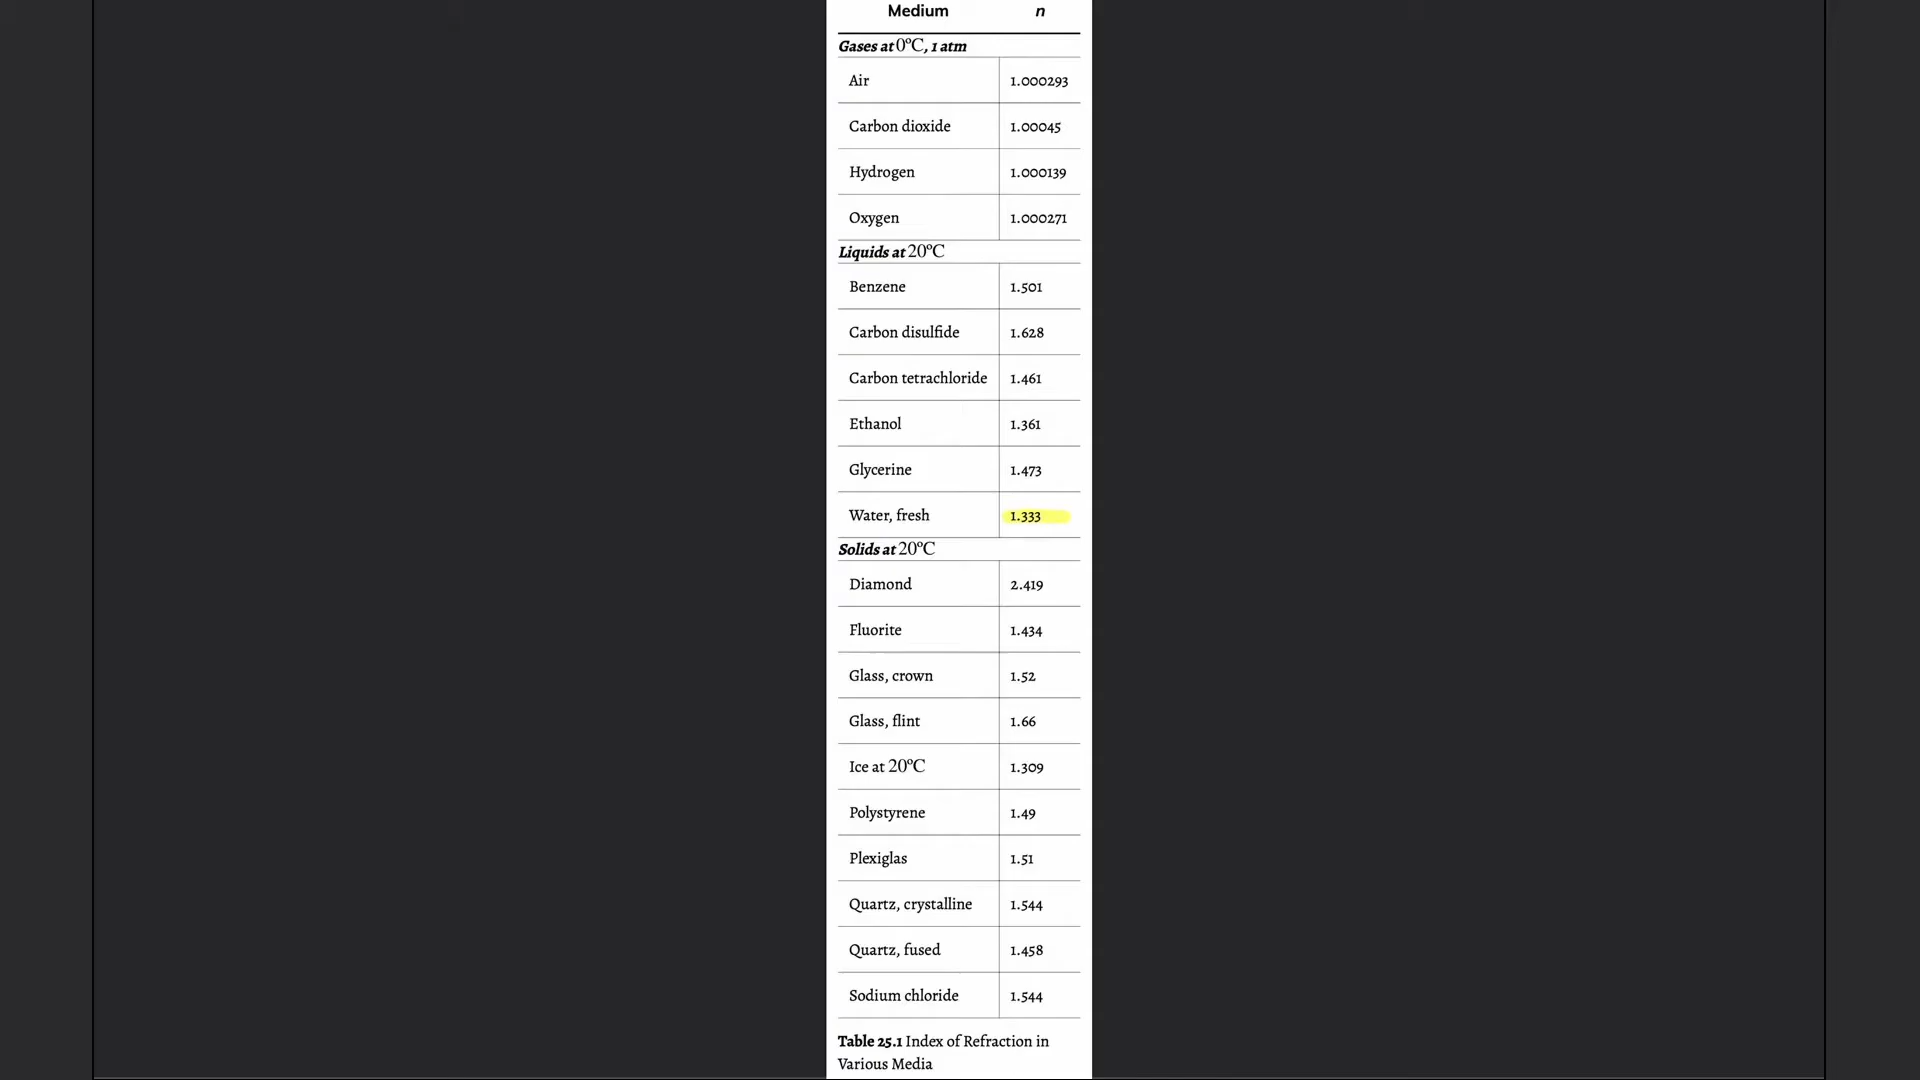 Medium n
Gases at 0°C, 1 atm
Air 1.000293
Carbon dioxide 1.00045
Hydrogen 1.000139
Oxygen 1.000271
Liquids at 20°C
Benzene 1.501
Carbon disulfide 1.628
Carbon tetrachloride 1.461
Ethanol 1.361
Glycerine 1.473
Water, fresh 1.333
Solids at 20°C
Diamond 2.419
Fluorite 1.434
Glass, crown 1.52
Glass, flint 1.66
Ice at 20°C 1.309
Polystyrene 1.49
Plexiglas 1.51
Quartz, crystalline 1.544
Quartz, fused 1.458
Sodium chloride 1.544
Table 25.1 Index of Refraction in
Various Media